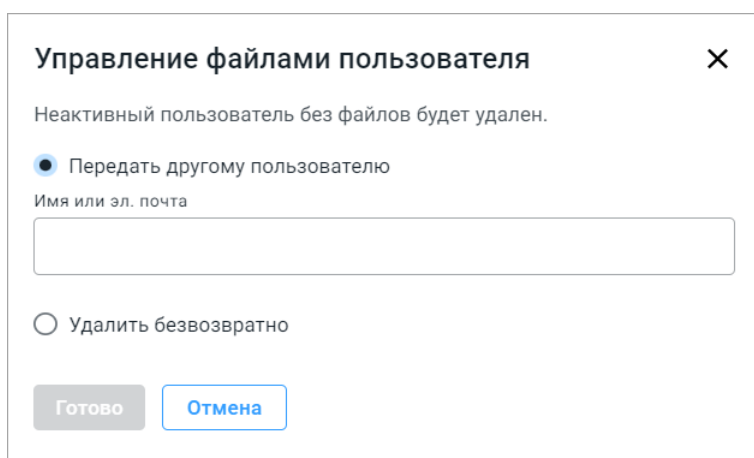 Управление файлами пользователя
Неактивный пользователь без файлов будет удален.
Передать другому пользователю
Имя или эл. почта
Удалить безвозвратно
Готово Отмена